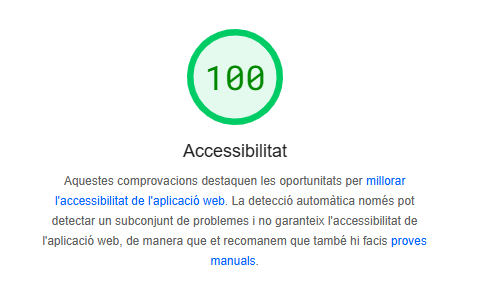 100
Accessibilitat
Aquestes comprovacions destaquen les oportunitats per millorar
l'accessibilitat de l'aplicació web. La detecció automàtica només pot
detectar un subconjunt de problemes i no garanteix l'accessibilitat de
l'aplicació web, de manera que et recomanem que també hi facis proves
manuals.